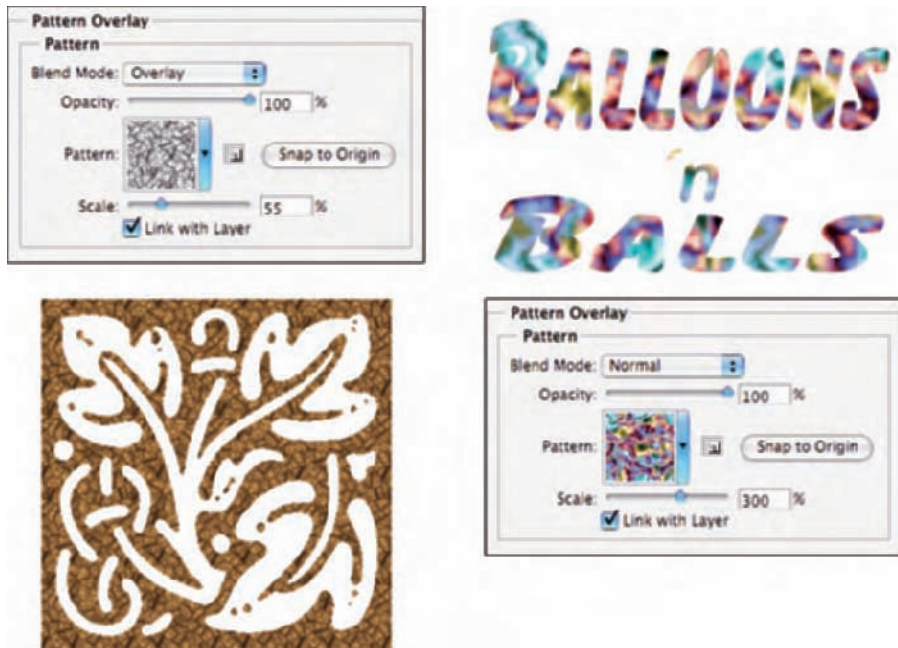 Pattern Overlay
Pattern
Blend Mode: Overlay
Opacity: 100 %
Pattern: Snap to Origin
Scale: 55 %
Link with Layer
BALLOONS
'n
BALLS
Pattern Overlay
Pattern
Blend Mode: Normal
Opacity: 100 %
Pattern: Snap to Origin
Scale: 300 %
Link with Layer